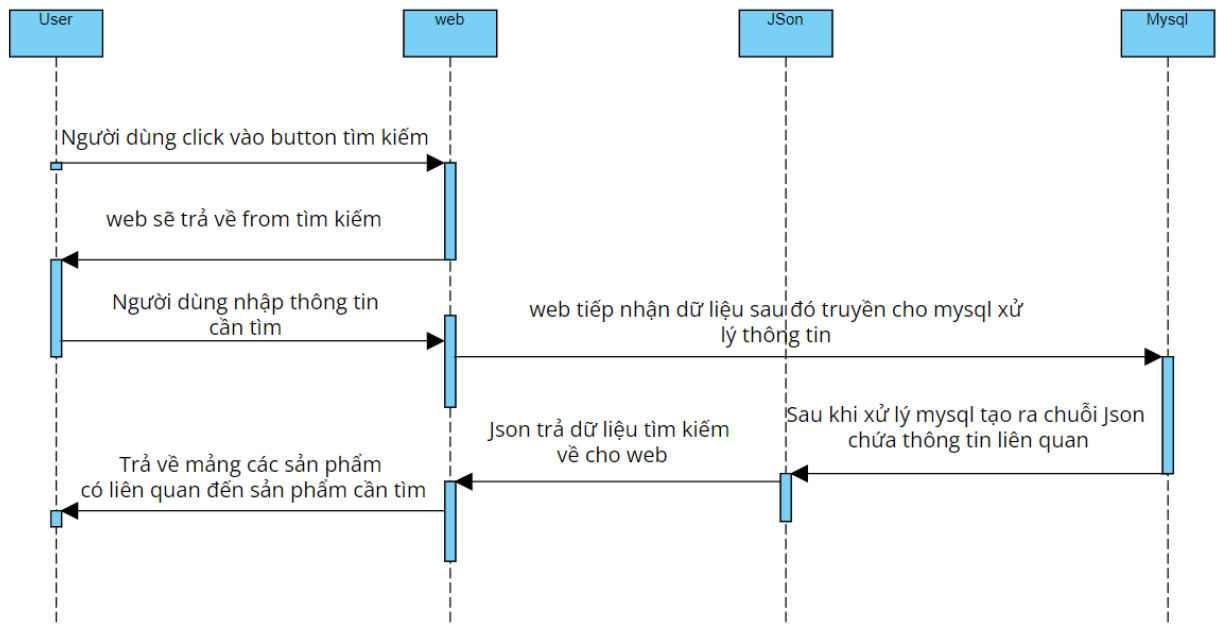 User
web
JSon
Mysql
Người dùng click vào button tìm kiếm
web sẽ trả về from tìm kiếm
Người dùng nhập thông tin
cần tìm
web tiếp nhận dữ liệu sau đó truyền cho mysql xử
lý thông tin
Sau khi xử lý mysql tạo ra chuỗi Json
chứa thông tin liên quan
Json trả dữ liệu tìm kiếm
về cho web
Trả về mảng các sản phẩm
có liên quan đến sản phẩm cần tìm